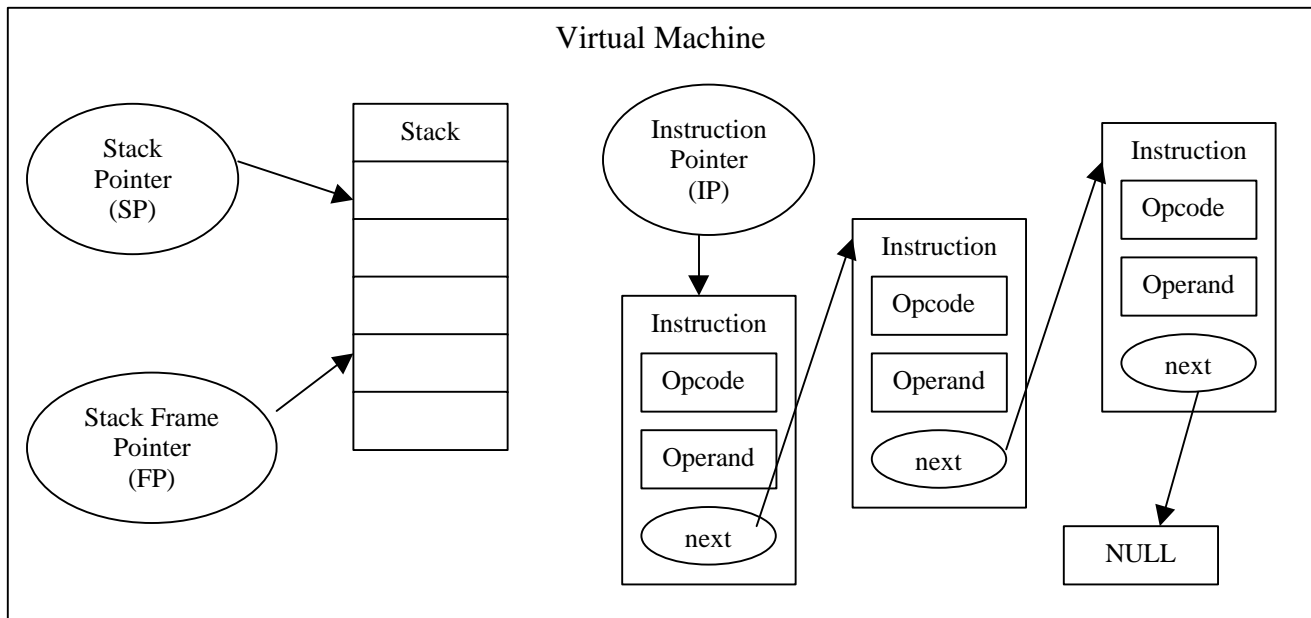 Virtual Machine
Stack
Pointer
(SP)
Stack
Stack Frame
Pointer
(FP)
Instruction
Pointer
(IP)
Instruction
Opcode
Operand
next
Instruction
Opcode
Operand
next
Instruction
Opcode
Operand
next
NULL